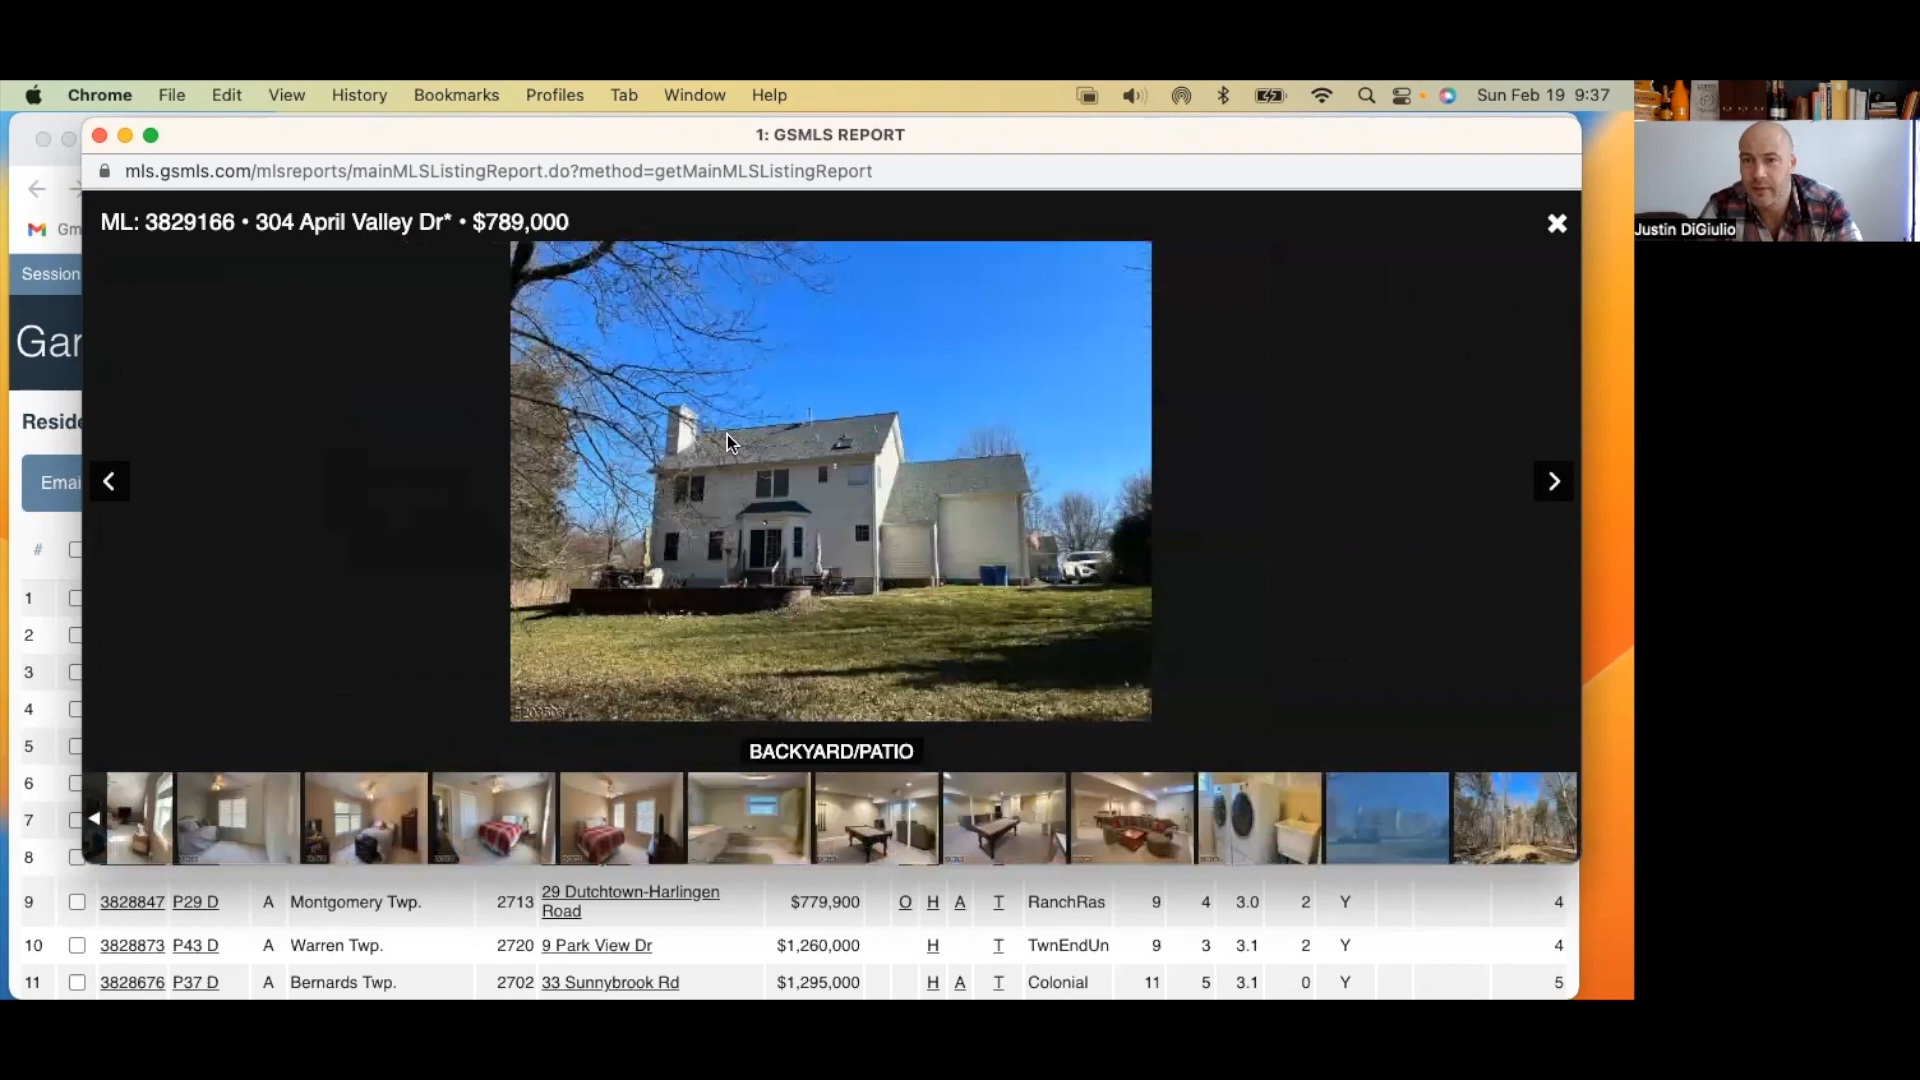 Chrome File Edit View History Bookmarks Profiles Tab Window Help Sun Feb 19 9:37
1: GSMLS REPORT
mls.gsmls.com/mlsreports/mainMLSListingReport.do?method=getMainMLSListingReport
Gm
Session
Gar
Reside
Emai
#
1
2
3
4
5
6
7
8
ML: 3829166 • 304 April Valley Dr* • $789,000
BACKYARD/PATIO
9 3828847 P29 D A Montgomery Twp. 2713 29 Dutchtown-Harlingen Road $779,900 O H A T RanchRas 9 4 3.0 2 Y 4
10 3828873 P43 D A Warren Twp. 2720 9 Park View Dr $1,260,000 H T TwnEndUn 9 3 3.1 2 Y 4
11 3828676 P37 D A Bernards Twp. 2702 33 Sunnybrook Rd $1,295,000 H A T Colonial 11 5 3.1 0 Y 5
Justin DiGiulio